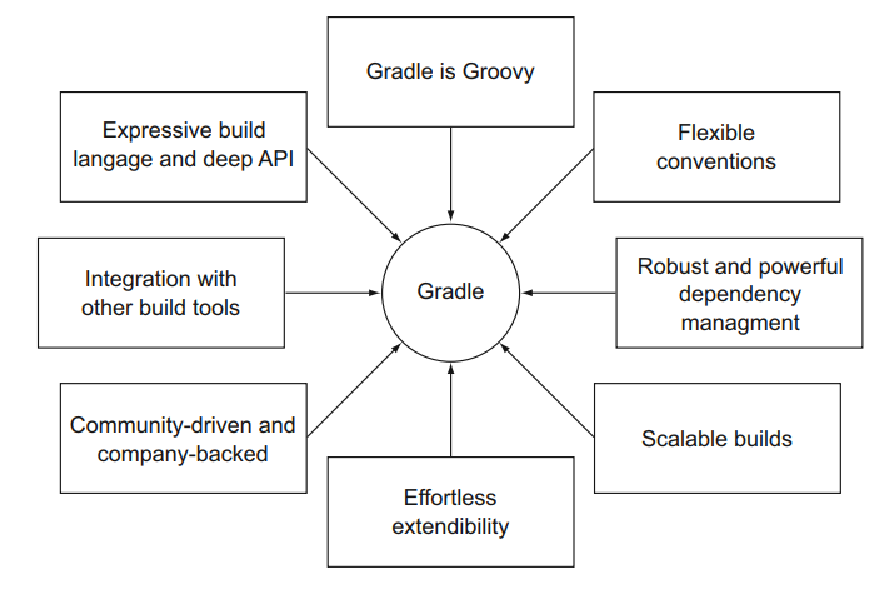 Gradle is Groovy
Expressive build
langage and deep API
Flexible
conventions
Integration with
other build tools
Gradle
Robust and powerful
dependency
managment
Community-driven and
company-backed
Scalable builds
Effortless
extendibility